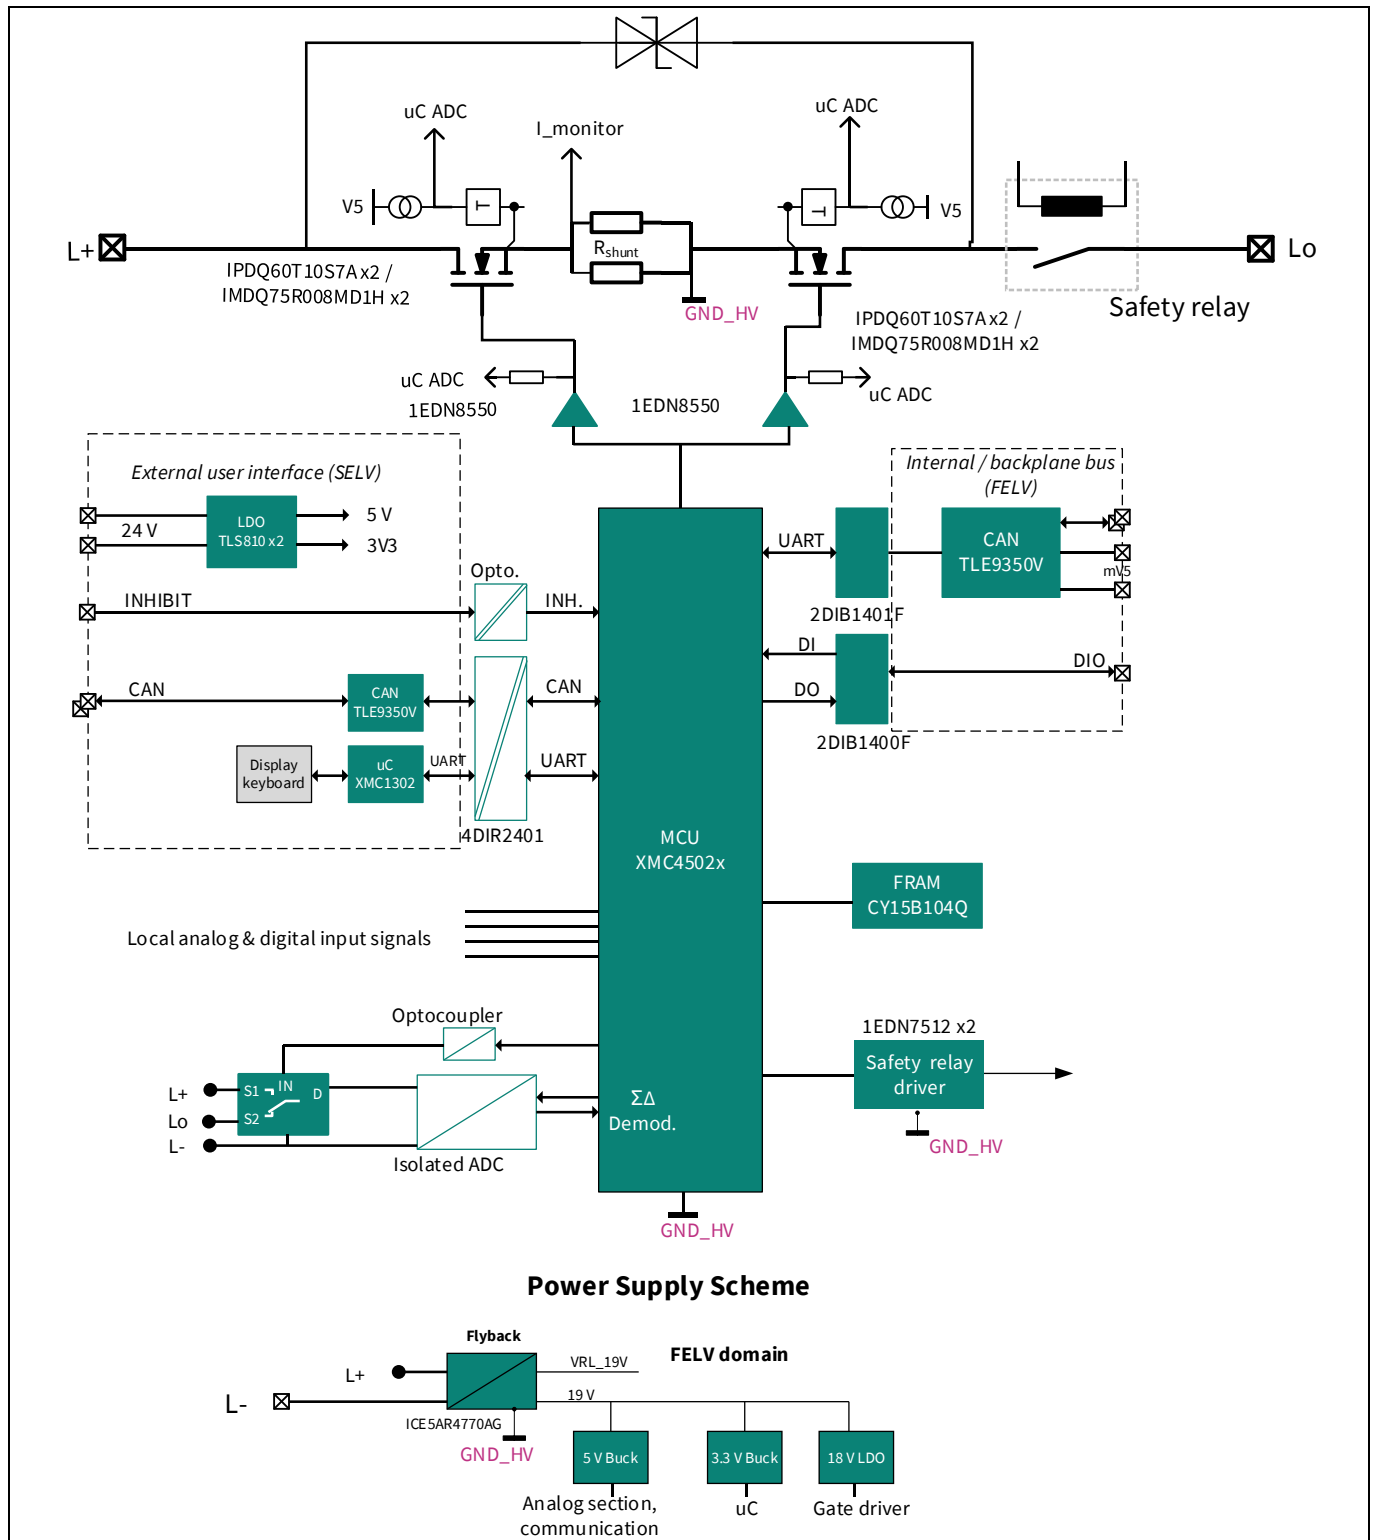 uC ADC
I_monitor
uC ADC
V5
T
T
V5
L+
Rshunt
Lo
IPDQ60T10S7A x2 /
IMDQ75R008MD1H x2
GND_HV
Safety relay
IPDQ60T10S7A x2 /
IMDQ75R008MD1H x2
uC ADC
1EDN8550
1EDN8550
uC ADC
External user interface (SELV)
Internal / backplane bus
(FELV)
24 V
LDO
TLS810 x2
5 V
3V3
UART
CAN
TLE9350V
mV5
Opto.
INHIBIT
INH.
2DIB1401F
DI
DIO
DO
CAN
CAN
TLE9350V
CAN
2DIB1400F
Display
keyboard
uC
XMC1302
UART
UART
4DIR2401
MCU
XMC4502x
FRAM
CY15B104Q
Local analog & digital input signals
Optocoupler
1EDN7512 x2
Safety relay
driver
L+
S1
IN
D
Lo
S2
L-
ΣΔ
Demod.
Isolated ADC
GND_HV
GND_HV
Power Supply Scheme
Flyback
FELV domain
L+
VRL_19V
L-
19 V
ICE5AR4770AG
GND_HV
5 V Buck
3.3 V Buck
18 V LDO
Analog section,
communication
uC
Gate driver